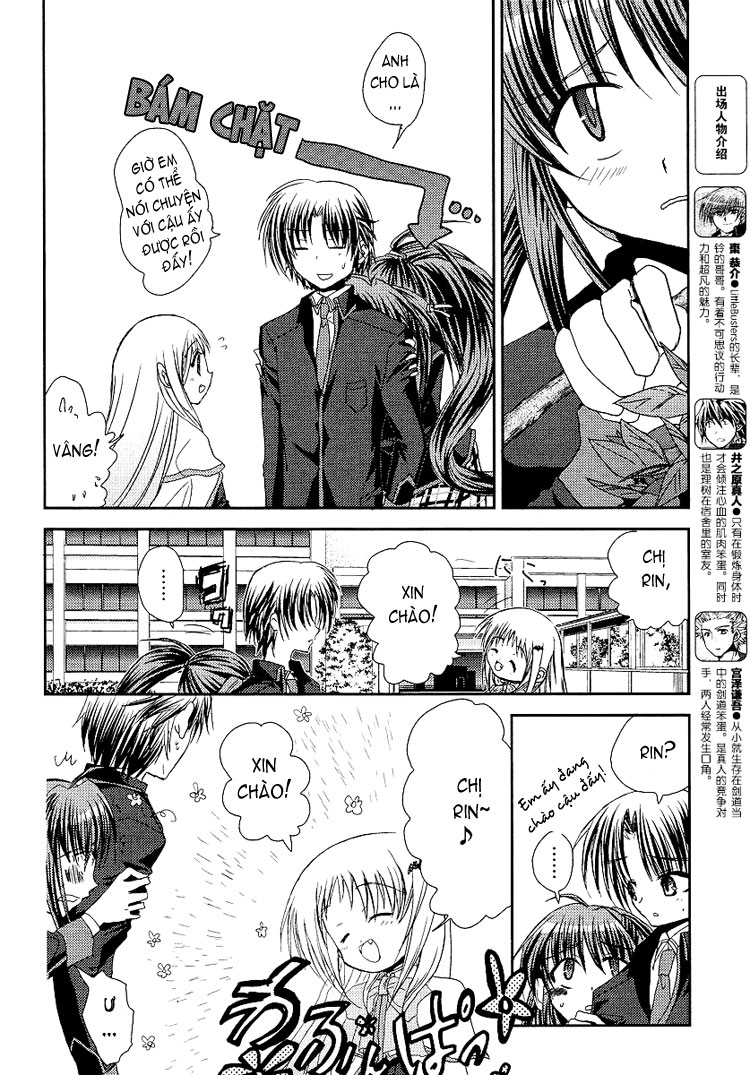 ANH
CHO LÀ
...
BÁM CHẶT
GIỜ EM
CÓ THỂ
NÓI CHUYỆN
VỚI CẬU ẤY
ĐƯỢC RỒI
ĐẤY!
VÂNG!
CHỊ
RIN,
XIN
CHÀO!
......
RIN?
Em ấy đang
chào cậu đấy!
......
CHỊ
RIN~
♪
XIN
CHÀO!
Ư
...
出场人物介绍
棗 恭介●LittleBusters的长辈，是
铃的哥哥。有着不可思议的行动
力和超凡的魅力。
井之原真人●只有在锻炼身体时
才会倾注心血的肌肉笨蛋。同时
也是理树在宿舍里的室友。
宫泽谦吾●从小就生存在剑道当
中的剑道笨蛋。是真人的竞争对
手，两人经常发生口角。